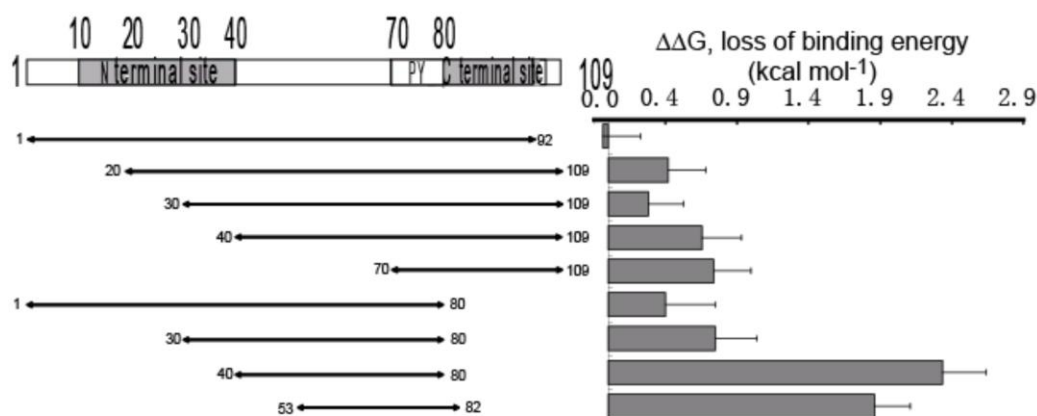 10 20 30 40 70 80
1 N terminal site PY C terminal site 109
ΔΔG, loss of binding energy
(kcal mol-1)
0.0 0.4 0.9 1.4 1.9 2.4 2.9
1 92
20 109
30 109
40 109
70 109
1 80
30 80
40 80
53 82